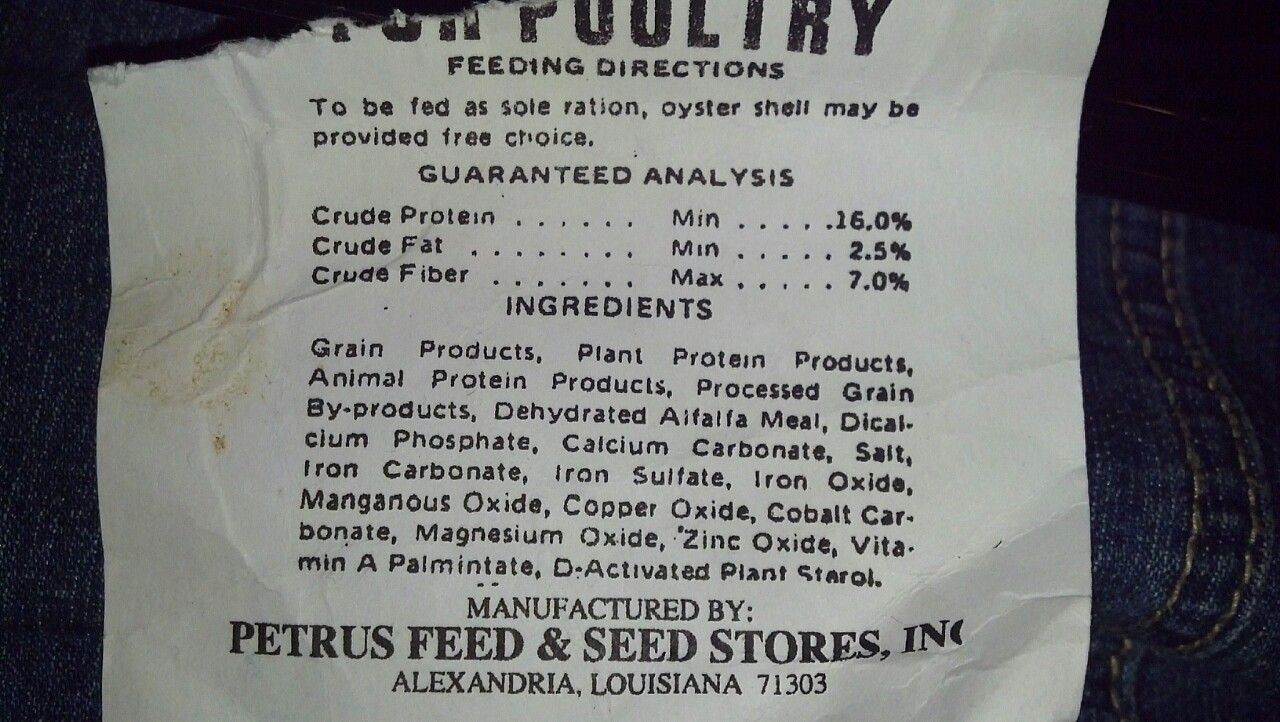 FOR POULTRY
FEEDING DIRECTIONS
To be fed as sole ration, oyster shell may be
provided free choice.
GUARANTEED ANALYSIS
Crude Protein . . . . . . Min . . . . .16.0%
Crude Fat . . . . . . . . Min . . . . . 2.5%
Crude Fiber . . . . . . . Max . . . . . 7.0%
INGREDIENTS
Grain Products, Plant Protein Products,
Animal Protein Products, Processed Grain
By-products, Dehydrated Alfalfa Meal, Dical-
cium Phosphate, Calcium Carbonate, Salt,
Iron Carbonate, Iron Sulfate, Iron Oxide,
Manganous Oxide, Copper Oxide, Cobalt Car-
bonate, Magnesium Oxide, Zinc Oxide, Vita-
min A Palmintate, D-Activated Plant Starol.
MANUFACTURED BY:
PETRUS FEED & SEED STORES, INC
ALEXANDRIA, LOUISIANA 71303